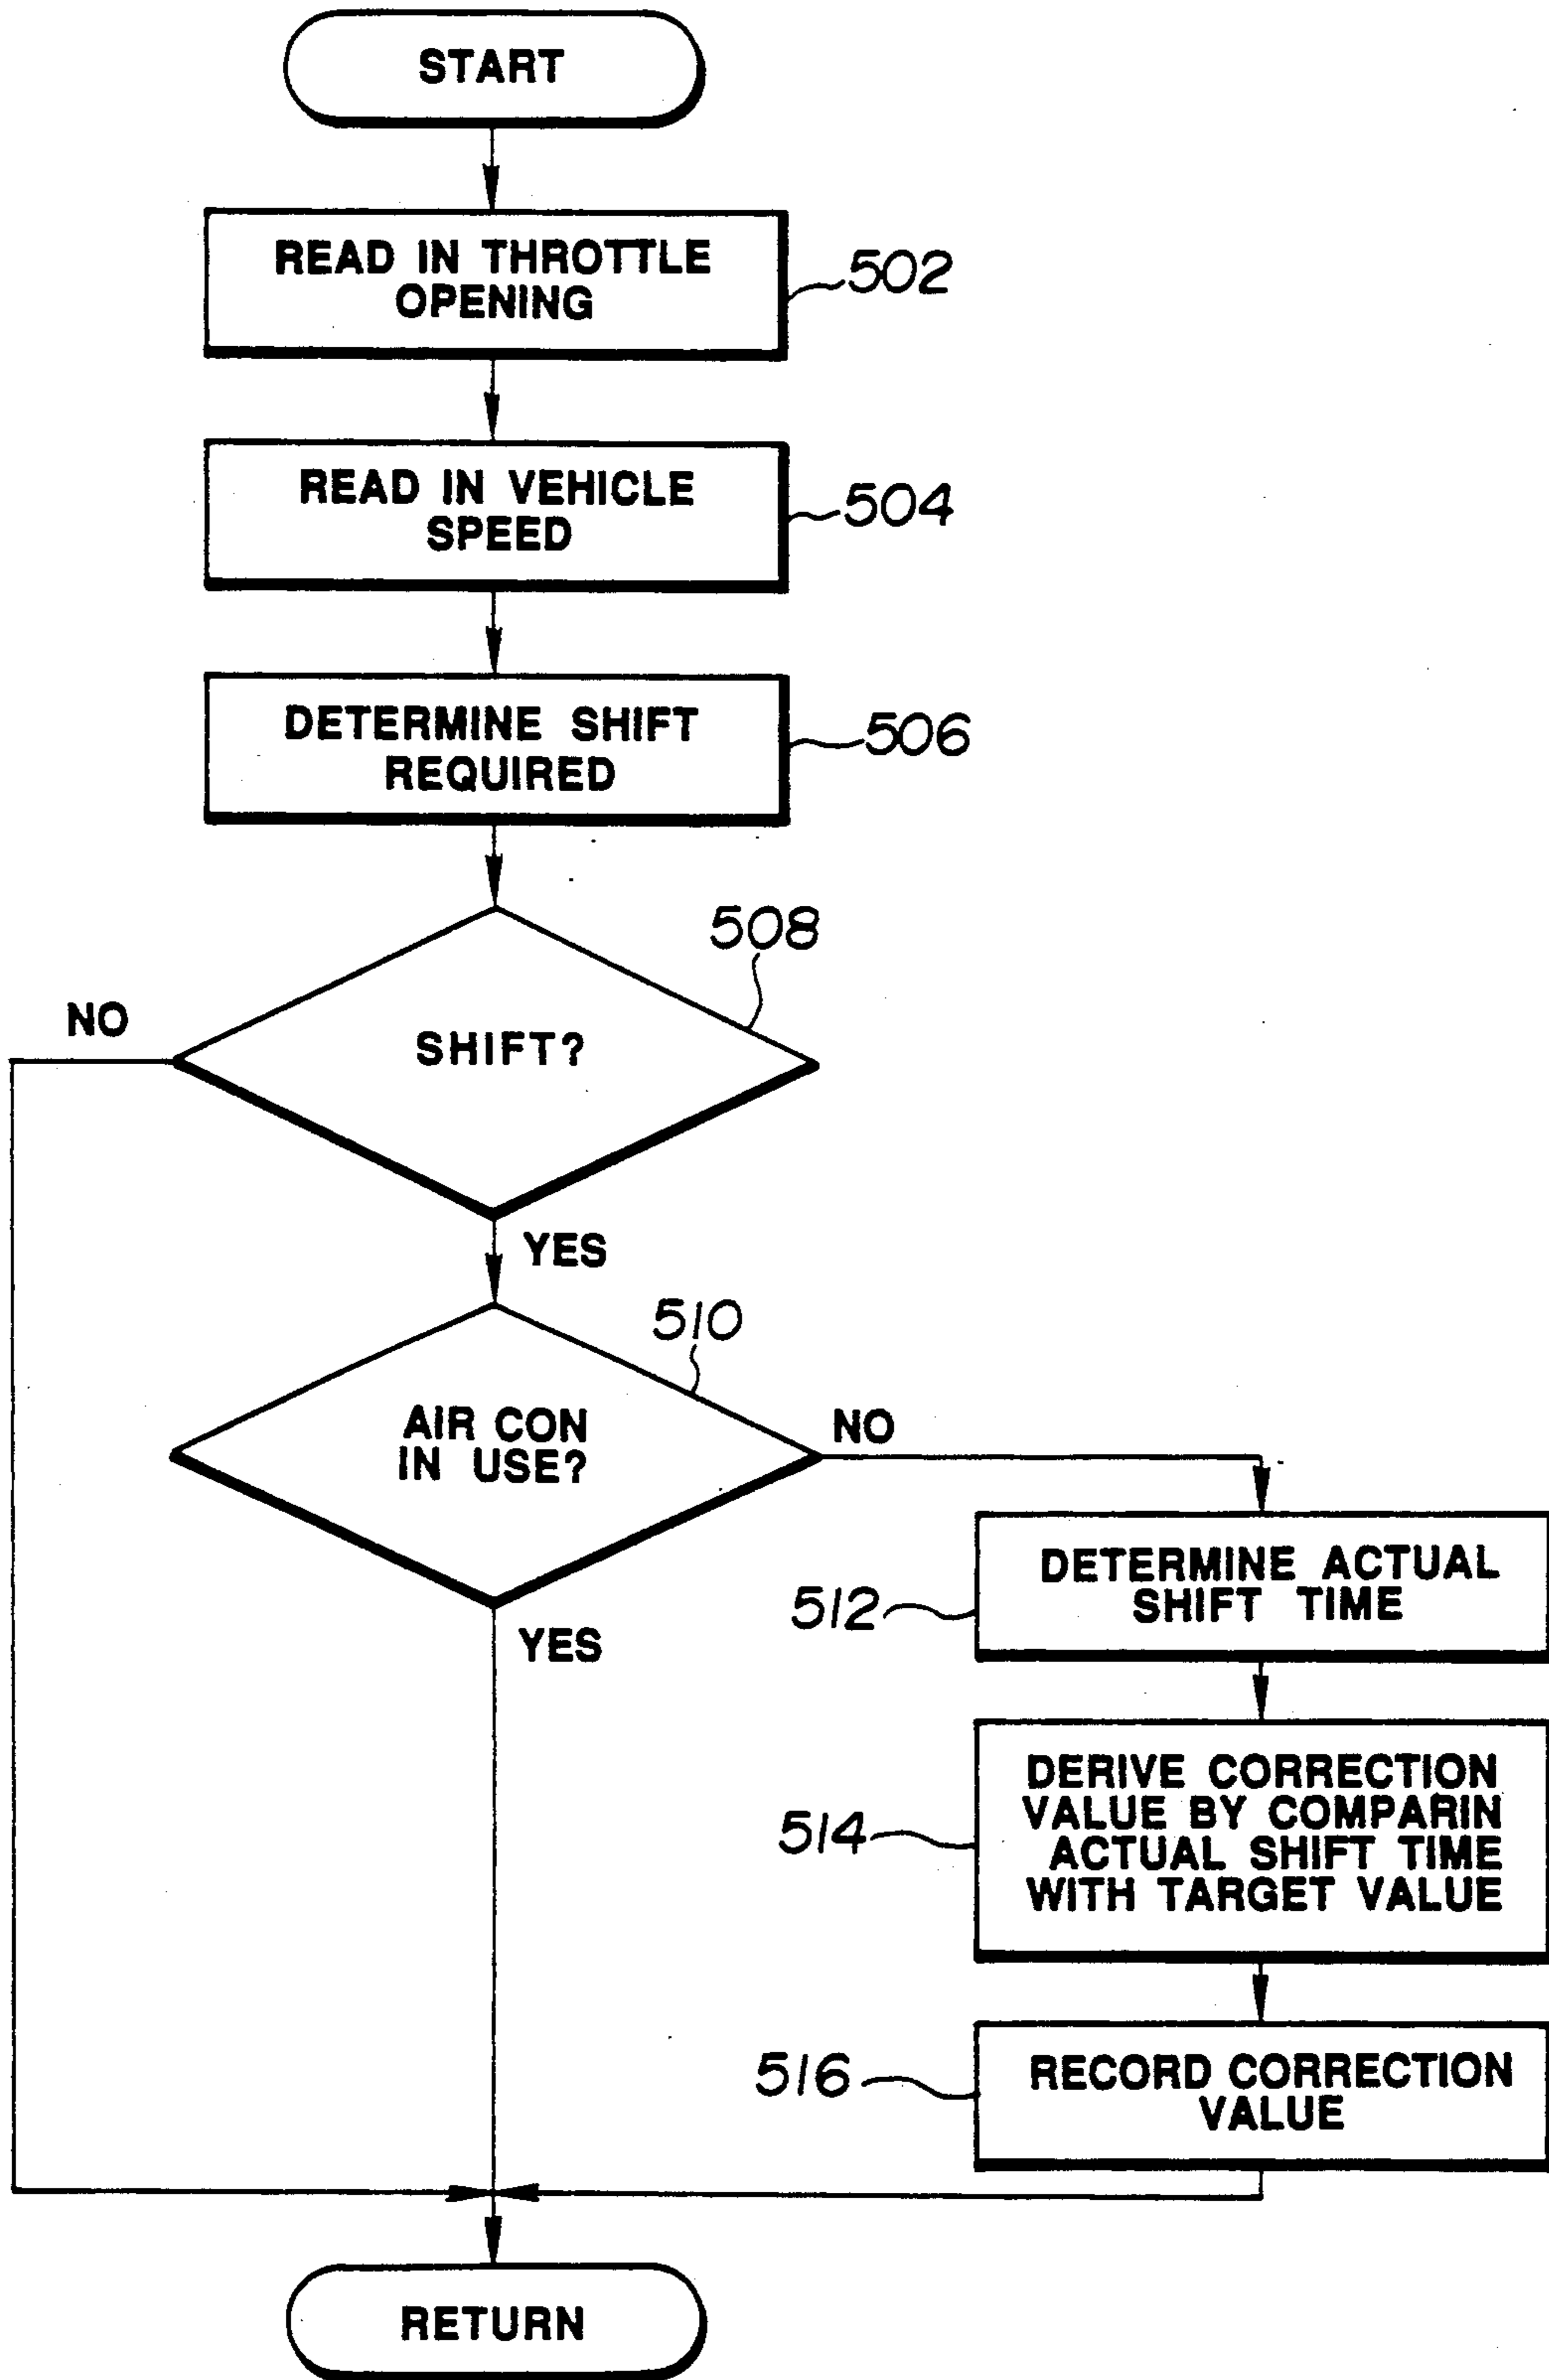 START
READ IN THROTTLE
OPENING
502
READ IN VEHICLE
SPEED
504
DETERMINE SHIFT
REQUIRED
506
508
NO
SHIFT?
YES
510
AIR CON
IN USE?
NO
YES
DETERMINE ACTUAL
SHIFT TIME
512
DERIVE CORRECTION
VALUE BY COMPARIN
ACTUAL SHIFT TIME
WITH TARGET VALUE
514
RECORD CORRECTION
VALUE
516
RETURN